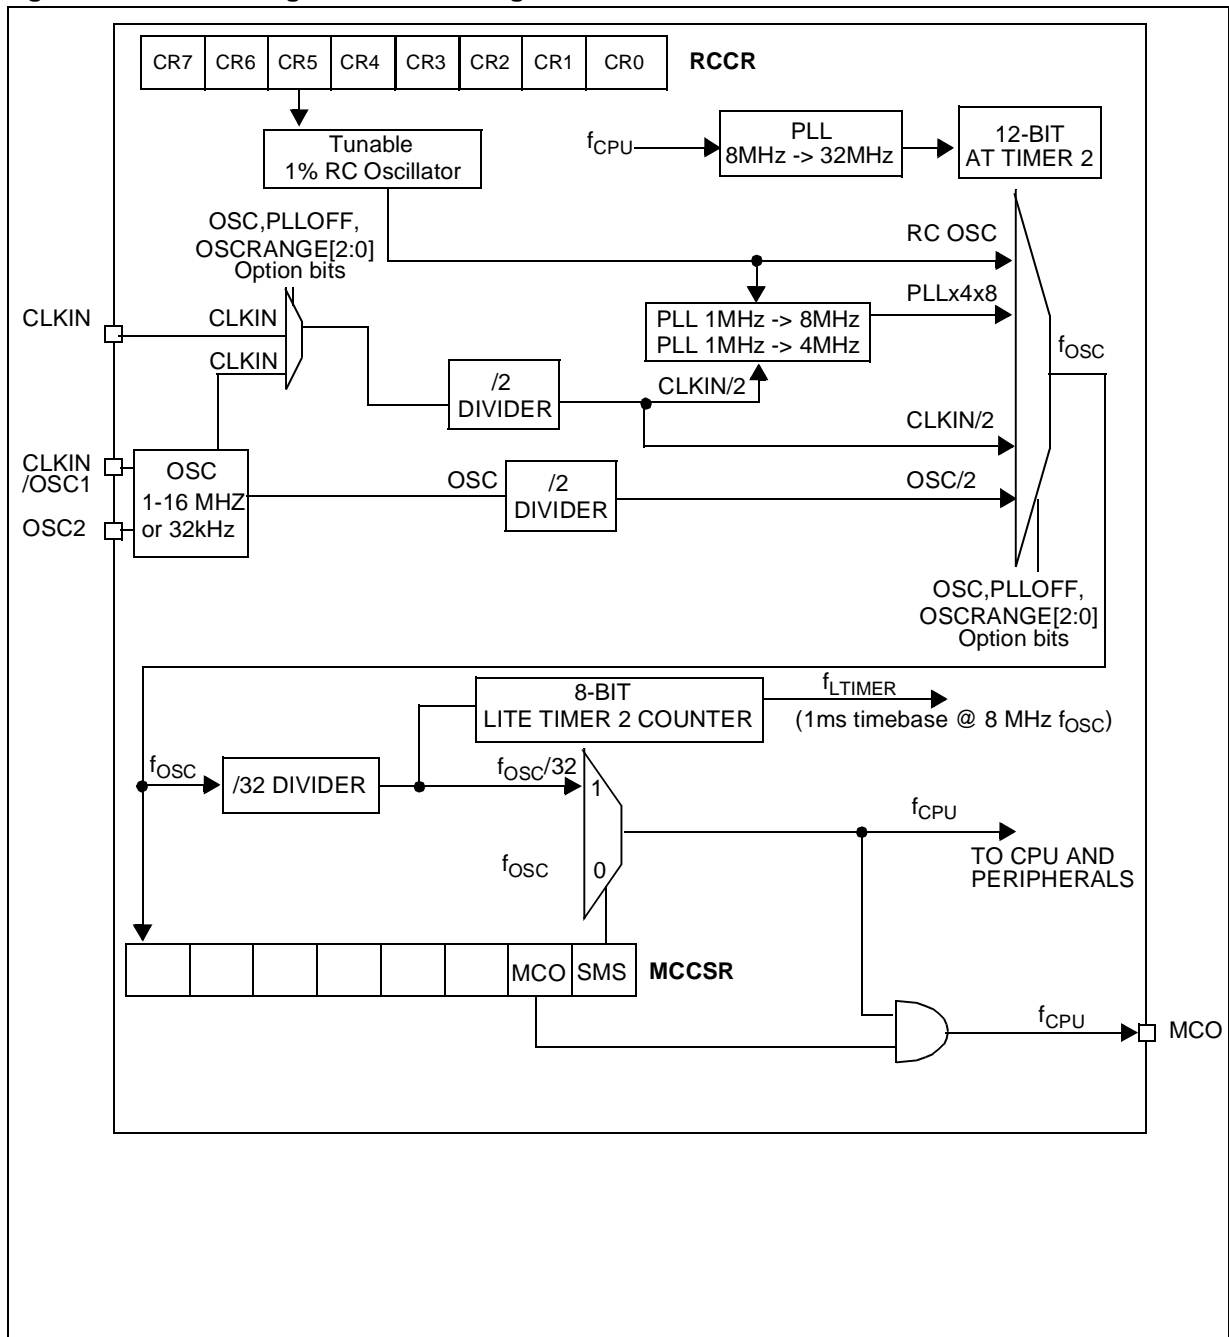 CR7 CR6 CR5 CR4 CR3 CR2 CR1 CR0 RCCR
Tunable
1% RC Oscillator
fCPU
PLL
8MHz -> 32MHz
12-BIT
AT TIMER 2
OSC,PLLOFF,
OSCRANGE[2:0]
Option bits
RC OSC
PLLx4x8
CLKIN
CLKIN
CLKIN
PLL 1MHz -> 8MHz
PLL 1MHz -> 4MHz
fOSC
/2
DIVIDER
CLKIN/2
CLKIN/2
CLKIN
/OSC1
OSC2
OSC
1-16 MHZ
or 32kHz
OSC
/2
DIVIDER
OSC/2
OSC,PLLOFF,
OSCRANGE[2:0]
Option bits
8-BIT
LITE TIMER 2 COUNTER
fLTIMER
(1ms timebase @ 8 MHz fOSC)
fOSC
/32 DIVIDER
fOSC/32
1
fOSC
0
fCPU
TO CPU AND
PERIPHERALS
MCO SMS MCCSR
fCPU
MCO